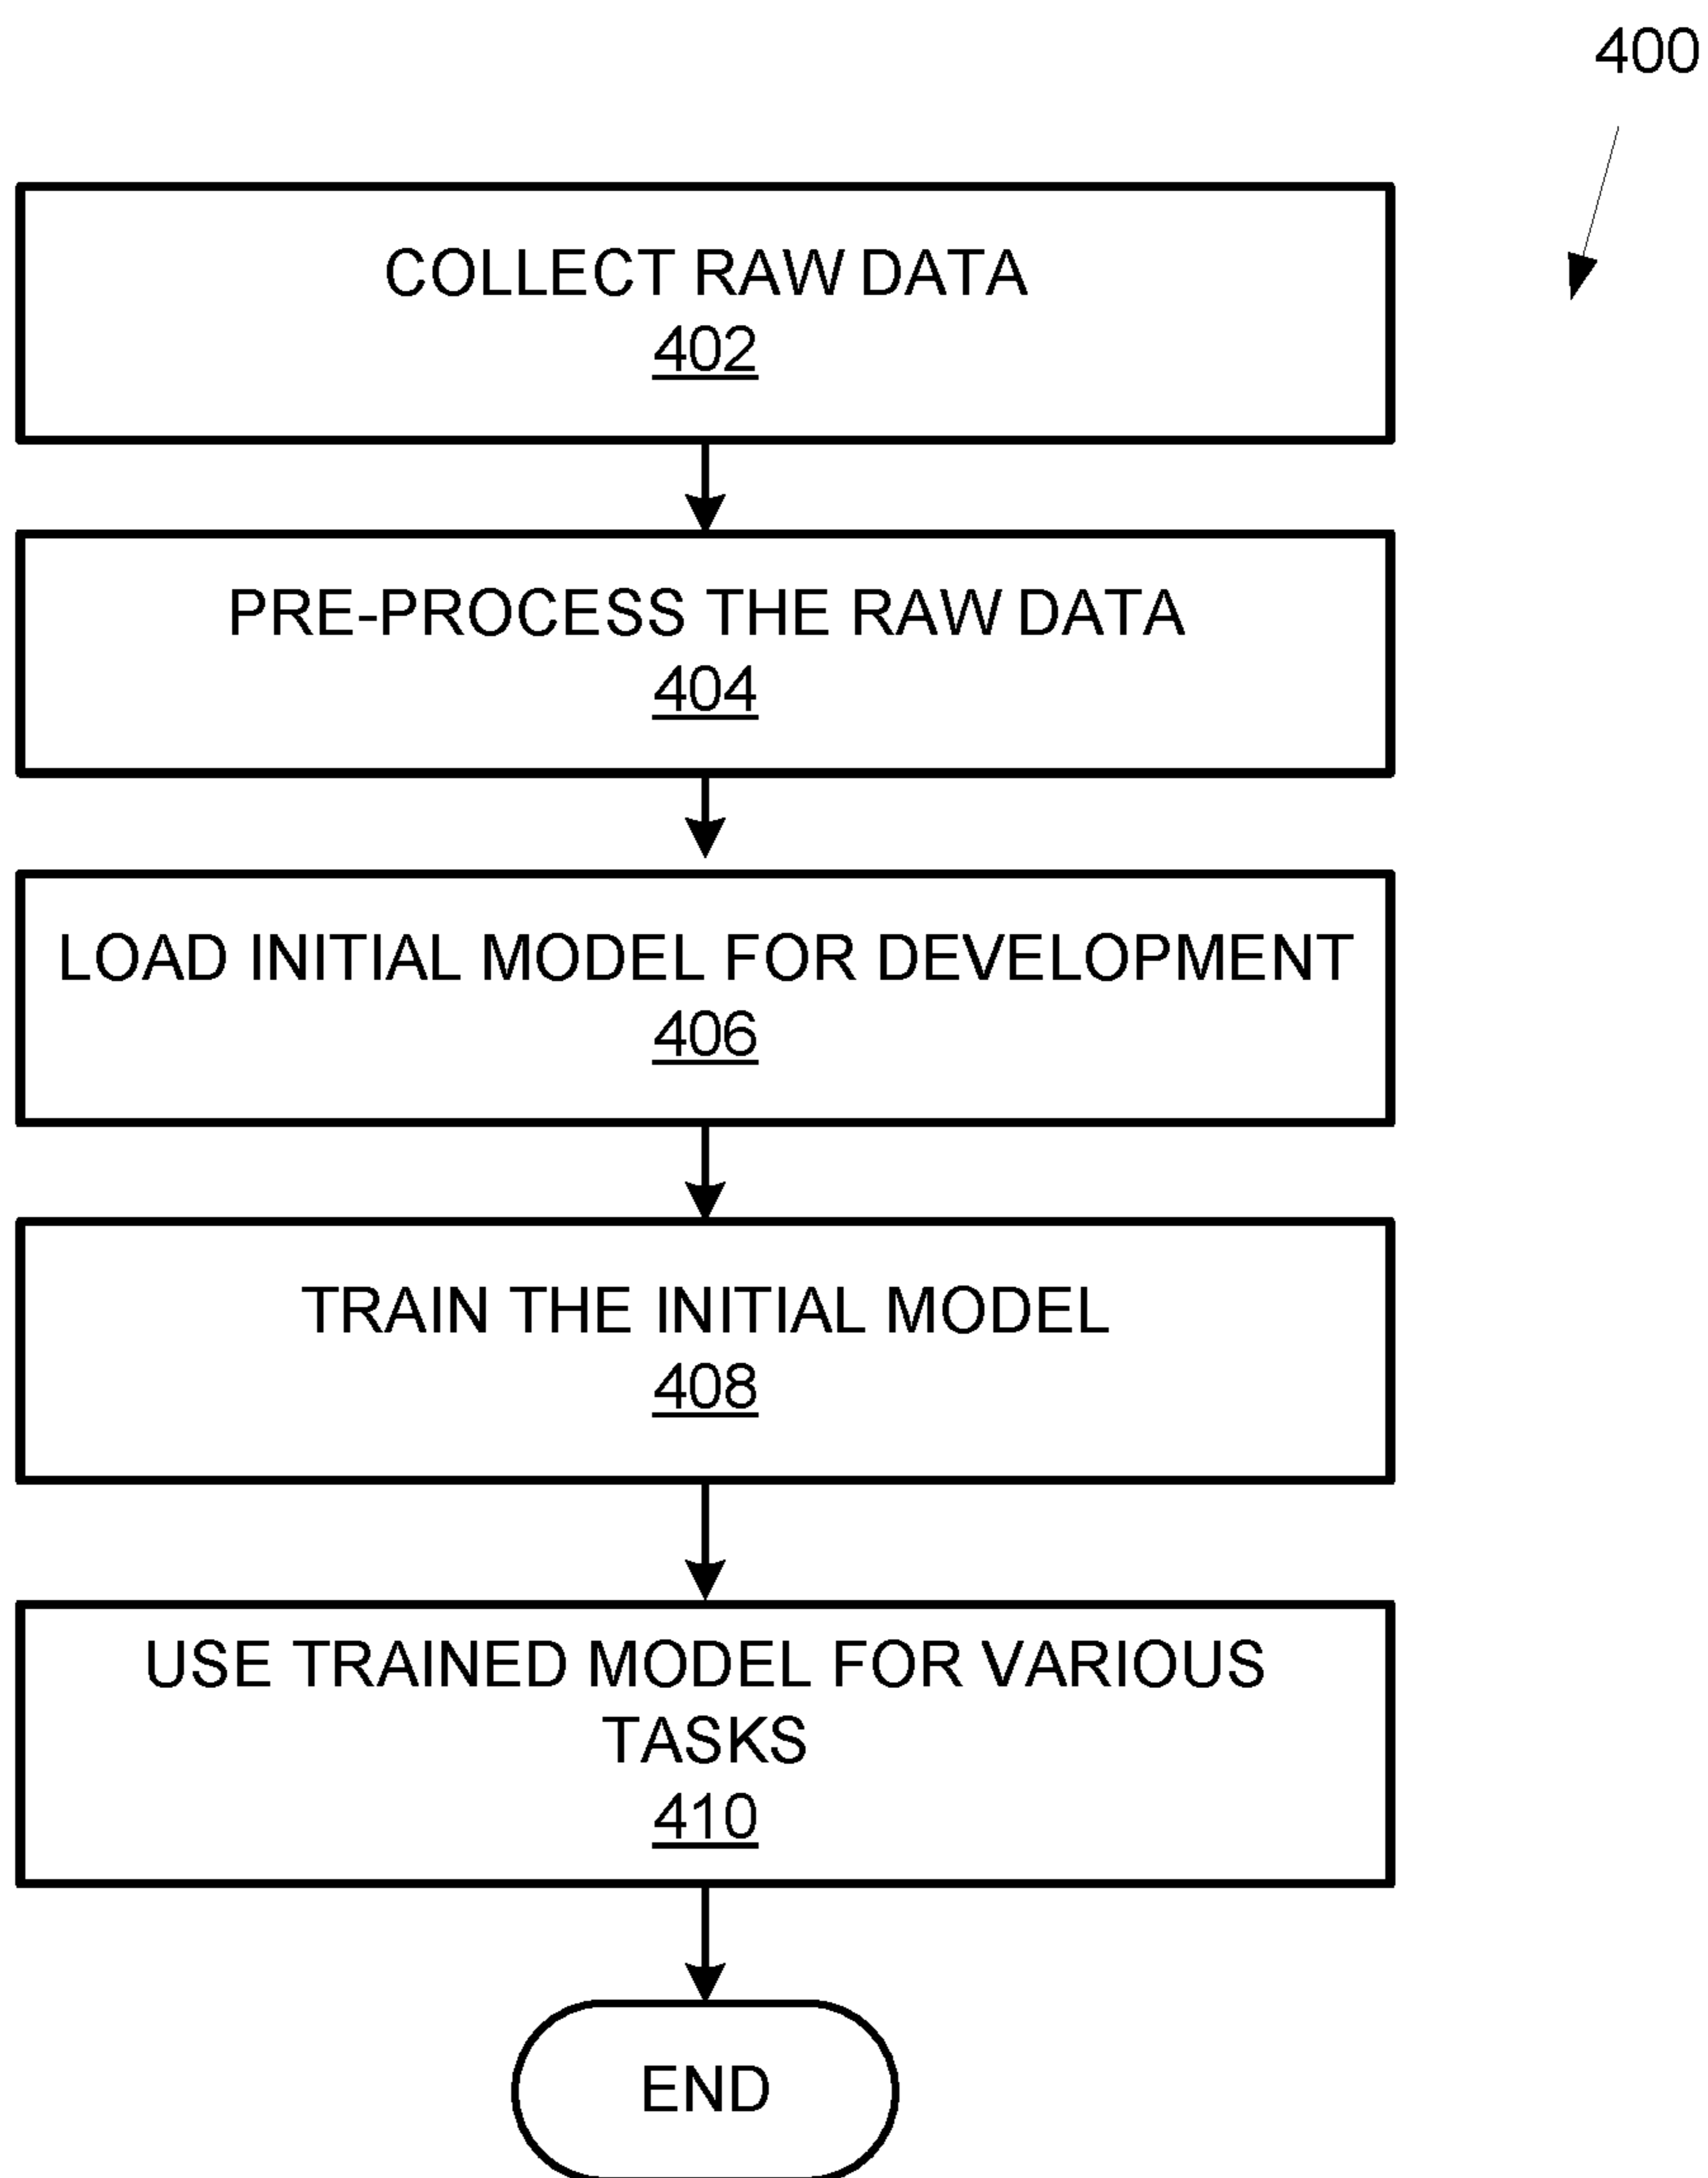 400
COLLECT RAW DATA
402
PRE-PROCESS THE RAW DATA
404
LOAD INITIAL MODEL FOR DEVELOPMENT
406
TRAIN THE INITIAL MODEL
408
USE TRAINED MODEL FOR VARIOUS
TASKS
410
END